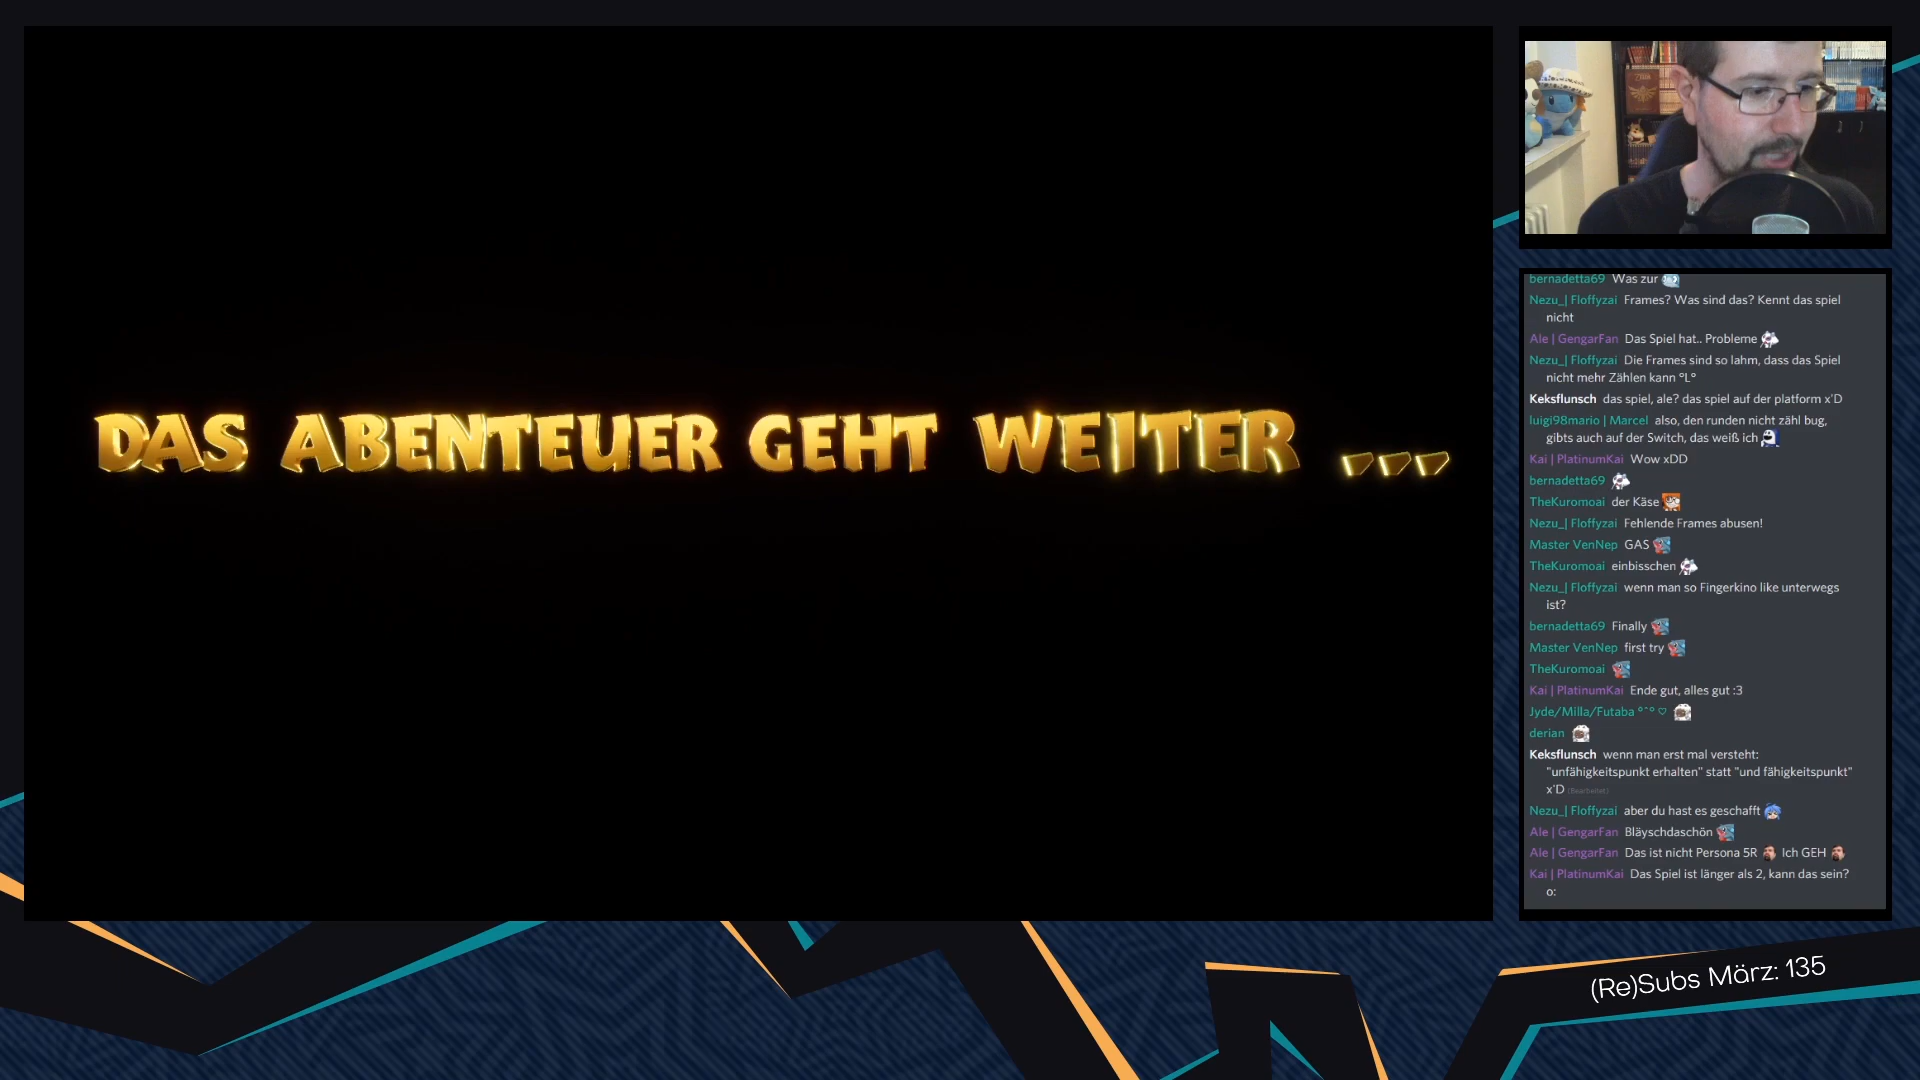 DAS ABENTEUER GEHT WEITER ...
bernadetta69 Was zur
Nezu_| Floffyzai Frames? Was sind das? Kennt das spiel
nicht
Ale | GengarFan Das Spiel hat.. Probleme
Nezu_| Floffyzai Die Frames sind so lahm, dass das Spiel
nicht mehr Zählen kann °L°
Keksflunsch das spiel, ale? das spiel auf der platform x'D
luigi98mario | Marcel also, den runden nicht zähl bug,
gibts auch auf der Switch, das weiß ich
Kai | PlatinumKai Wow xDD
bernadetta69
TheKuromoai der Käse
Nezu_| Floffyzai Fehlende Frames abusen!
Master VenNep GAS
TheKuromoai einbisschen
Nezu_| Floffyzai wenn man so Fingerkino like unterwegs
ist?
bernadetta69 Finally
Master VenNep first try
TheKuromoai
Kai | PlatinumKai Ende gut, alles gut :3
Jyde/Milla/Futaba °^° ♡
derian
Keksflunsch wenn man erst mal versteht:
"unfähigkeitspunkt erhalten" statt "und fähigkeitspunkt"
x'D (Bearbeitet)
Nezu_| Floffyzai aber du hast es geschafft
Ale | GengarFan Bläyschdaschön
Ale | GengarFan Das ist nicht Persona 5R Ich GEH
Kai | PlatinumKai Das Spiel ist länger als 2, kann das sein?
o:
(Re)Subs März: 135